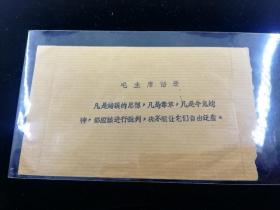 毛主席语录
凡是错误的思想，凡是毒草，凡是牛鬼蛇
神，都应该进行批判，决不能让它们自由泛滥。